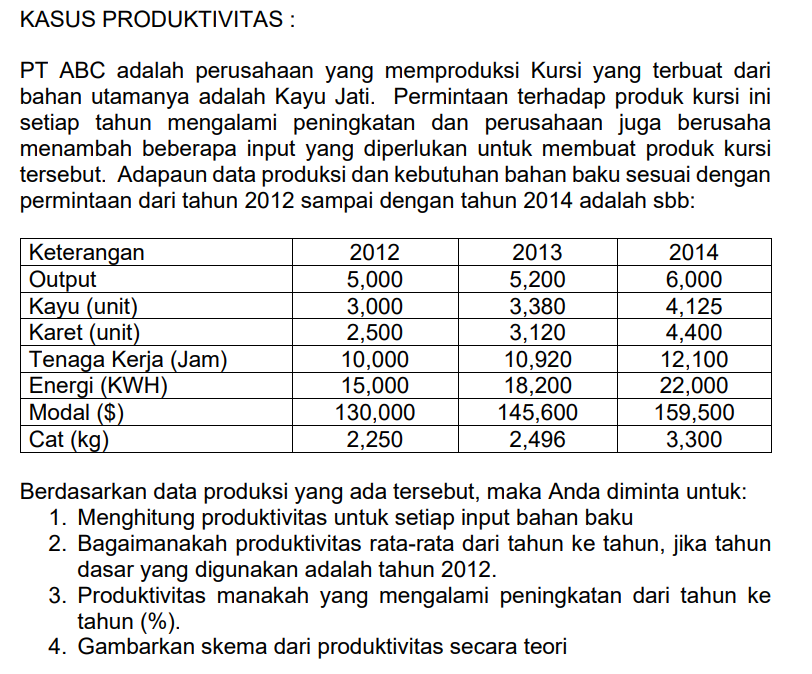 KASUS PRODUKTIVITAS :
PT ABC adalah perusahaan yang memproduksi Kursi yang terbuat dari
bahan utamanya adalah Kayu Jati. Permintaan terhadap produk kursi ini
setiap tahun mengalami peningkatan dan perusahaan juga berusaha
menambah beberapa input yang diperlukan untuk membuat produk kursi
tersebut. Adapaun data produksi dan kebutuhan bahan baku sesuai dengan
permintaan dari tahun 2012 sampai dengan tahun 2014 adalah sbb:
Keterangan 2012 2013 2014
Output 5,000 5,200 6,000
Kayu (unit) 3,000 3,380 4,125
Karet (unit) 2,500 3,120 4,400
Tenaga Kerja (Jam) 10,000 10,920 12,100
Energi (KWH) 15,000 18,200 22,000
Modal ($) 130,000 145,600 159,500
Cat (kg) 2,250 2,496 3,300
Berdasarkan data produksi yang ada tersebut, maka Anda diminta untuk:
1. Menghitung produktivitas untuk setiap input bahan baku
2. Bagaimanakah produktivitas rata-rata dari tahun ke tahun, jika tahun
dasar yang digunakan adalah tahun 2012.
3. Produktivitas manakah yang mengalami peningkatan dari tahun ke
tahun (%).
4. Gambarkan skema dari produktivitas secara teori